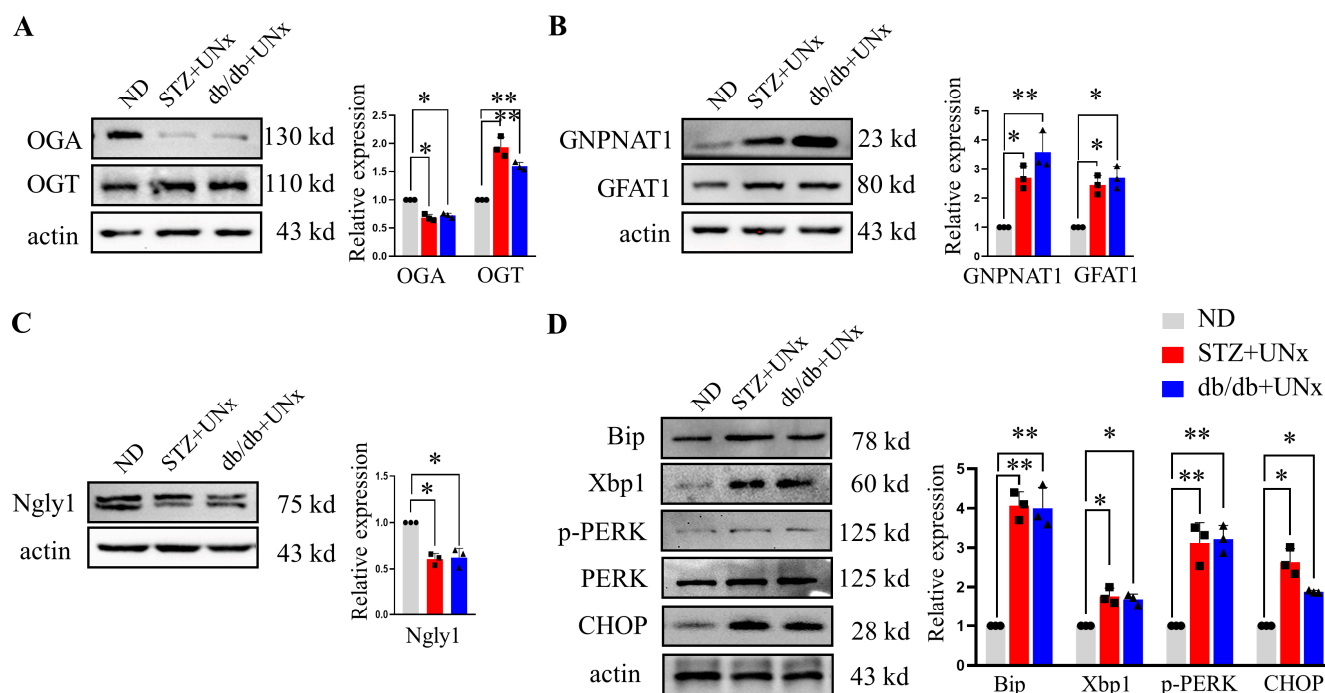 A
ND
STZ+UNx
db/db+UNx
OGA
130 kd
OGT
110 kd
actin
43 kd
Relative expression
2.5
2.0
1.5
1.0
0.5
0.0
*
*
**
**
OGA
OGT
B
ND
STZ+UNx
db/db+UNx
GNPNAT1
23 kd
GFAT1
80 kd
actin
43 kd
Relative expression
5
4
3
2
1
0
**
*
*
*
GNPNAT1
GFAT1
C
ND
STZ+UNx
db/db+UNx
Ngly1
75 kd
actin
43 kd
Relative expression
1.5
1.0
0.5
0.0
*
*
Ngly1
D
ND
STZ+UNx
db/db+UNx
Bip
78 kd
Xbp1
60 kd
p-PERK
125 kd
PERK
125 kd
CHOP
28 kd
actin
43 kd
ND
STZ+UNx
db/db+UNx
Relative expression
5
4
3
2
1
0
**
**
*
*
**
**
*
*
Bip
Xbp1
p-PERK
CHOP